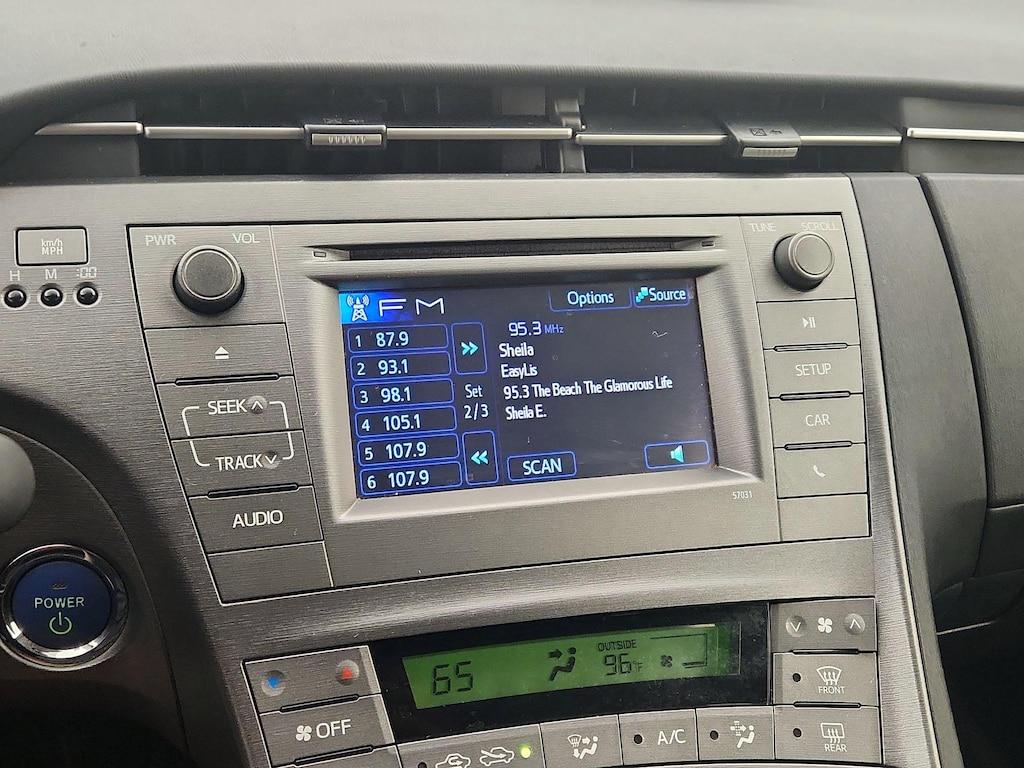 km/h
MPH
H M :00
PWR VOL
TUNE SCROLL
FM
Options
Source
1 87.9
2 93.1
3 98.1
4 105.1
5 107.9
6 107.9
Set
2/3
95.3 MHz
Sheila
EasyLis
95.3 The Beach The Glamorous Life
Sheila E.
SCAN
SEEK
TRACK
AUDIO
SETUP
CAR
57031
POWER
65
OUTSIDE
96°F
OFF
A/C
FRONT
REAR